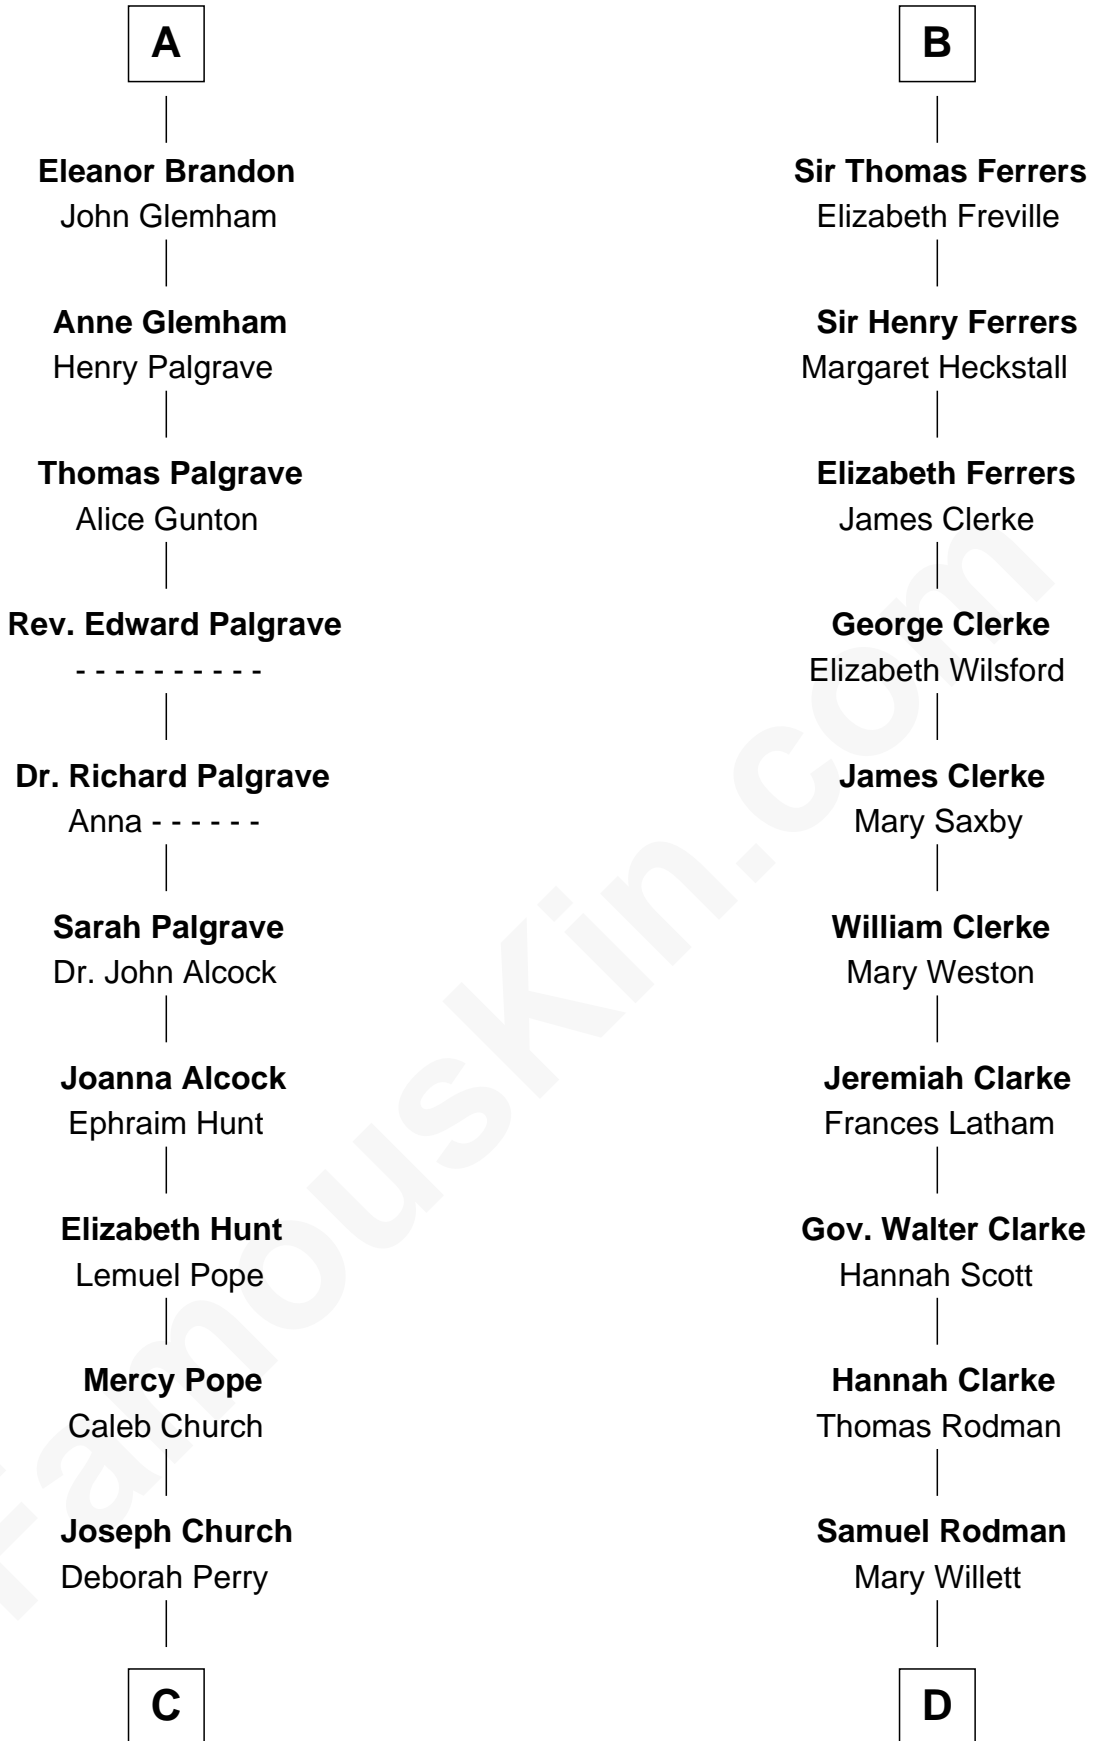 A
Eleanor Brandon
John Glemham
Anne Glemham
Henry Palgrave
Thomas Palgrave
Alice Gunton
Rev. Edward Palgrave
- - - - - - - - - -
Dr. Richard Palgrave
Anna - - - - - -
Sarah Palgrave
Dr. John Alcock
Joanna Alcock
Ephraim Hunt
Elizabeth Hunt
Lemuel Pope
Mercy Pope
Caleb Church
Joseph Church
Deborah Perry
C
B
Sir Thomas Ferrers
Elizabeth Freville
Sir Henry Ferrers
Margaret Heckstall
Elizabeth Ferrers
James Clerke
George Clerke
Elizabeth Wilsford
James Clerke
Mary Saxby
William Clerke
Mary Weston
Jeremiah Clarke
Frances Latham
Gov. Walter Clarke
Hannah Scott
Hannah Clarke
Thomas Rodman
Samuel Rodman
Mary Willett
D
FamousKin.com